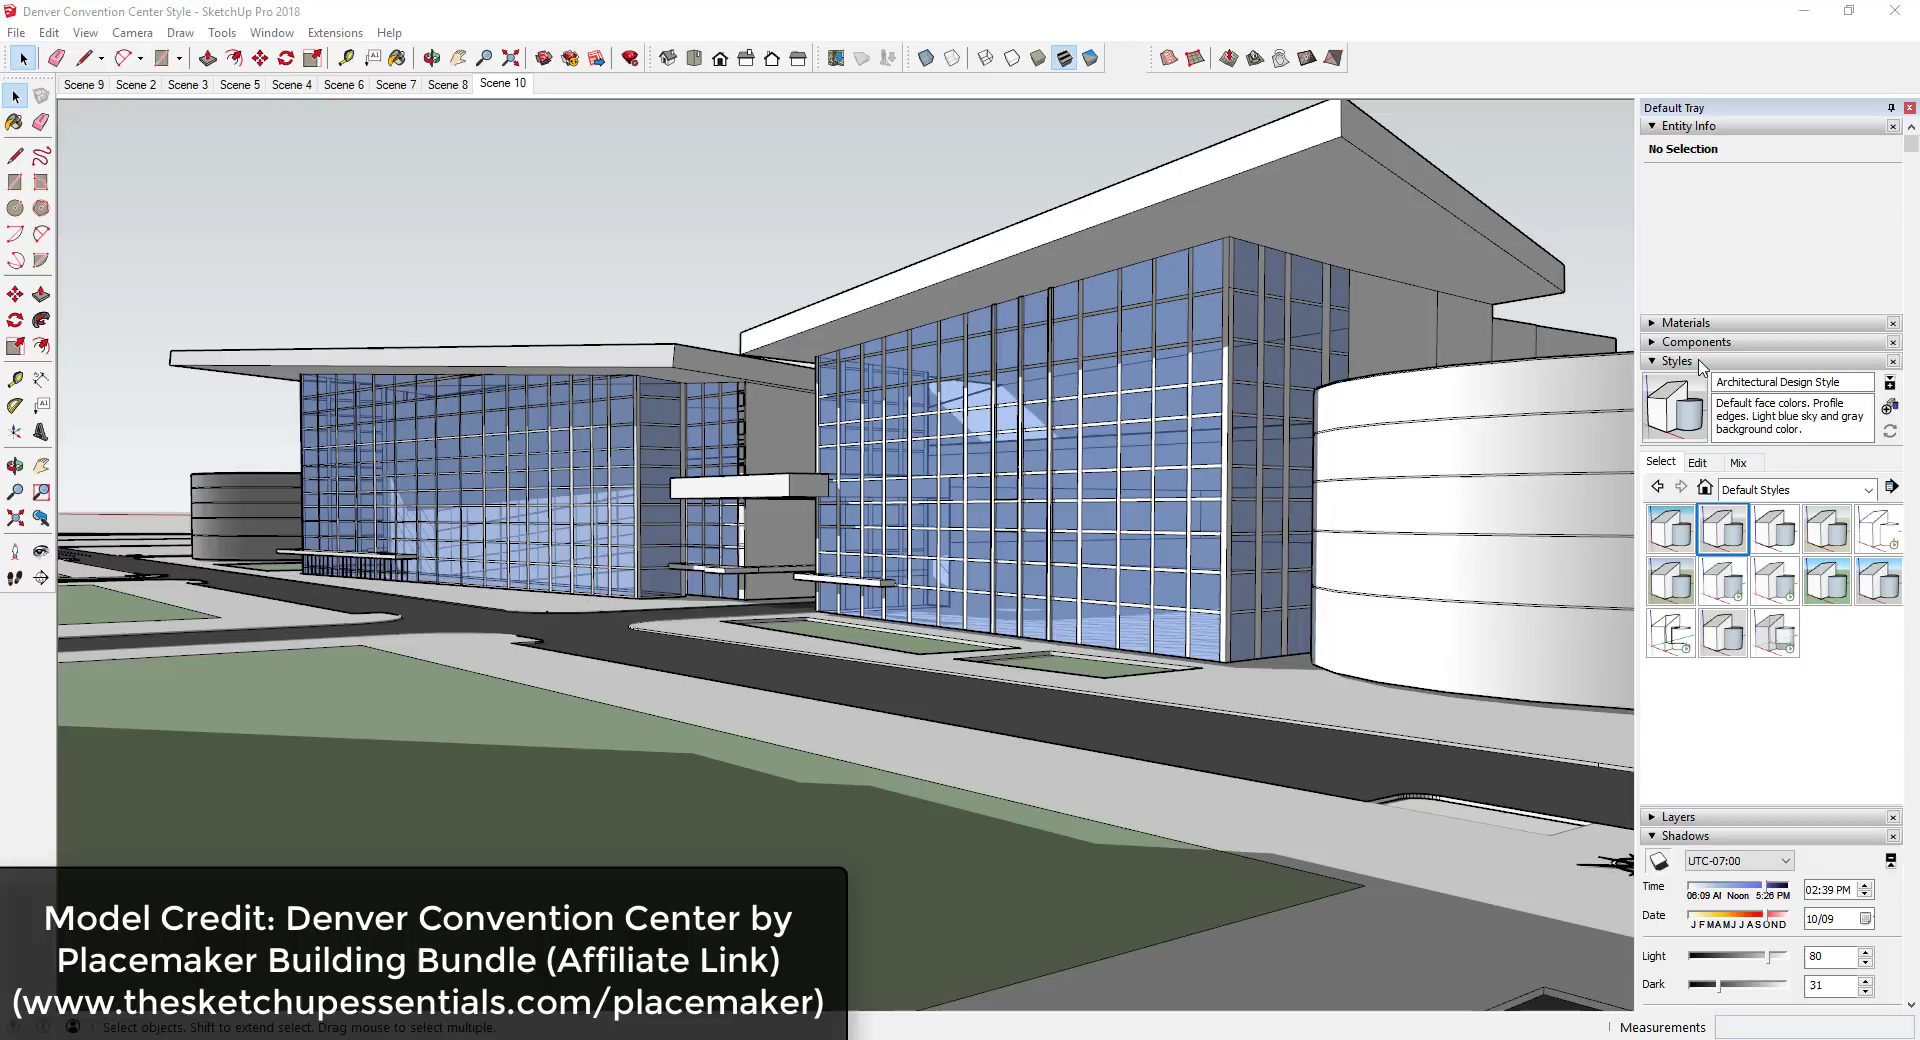 Denver Convention Center Style - SketchUp Pro 2018
File Edit View Camera Draw Tools Window Extensions Help
Scene 9 Scene 2 Scene 3 Scene 5 Scene 4 Scene 6 Scene 7 Scene 8 Scene 10
Default Tray
Entity Info
No Selection
Materials
Components
Styles
Architectural Design Style
Default face colors. Profile
edges. Light blue sky and gray
background color.
Select Edit Mix
Default Styles
Layers
Shadows
UTC-07:00
Time 06:09 AI Noon 5:26 PM 02:39 PM
Date J F M A M J J A S O N D 10/09
Light 80
Dark 31
Model Credit: Denver Convention Center by
Placemaker Building Bundle (Affiliate Link)
(www.thesketchupessentials.com/placemaker)
Select objects. Shift to extend select. Drag mouse to select multiple.
Measurements